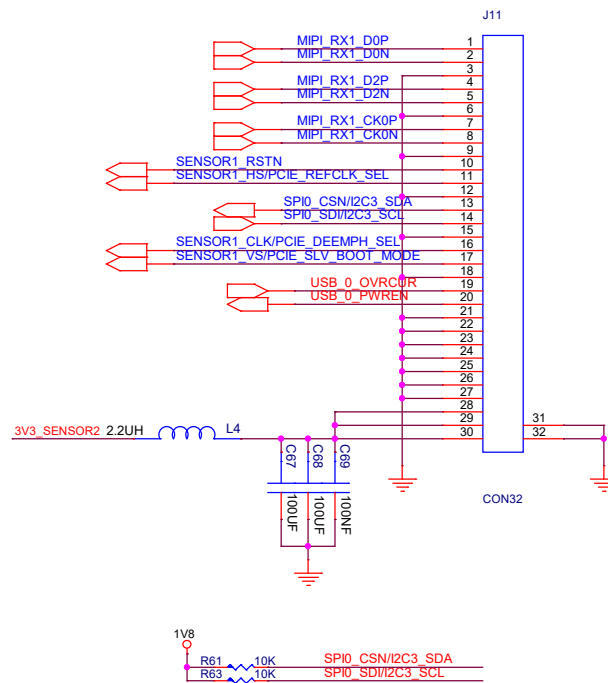 J11
MIPI_RX1_D0P 1
MIPI_RX1_D0N 2
3
MIPI_RX1_D2P 4
MIPI_RX1_D2N 5
6
MIPI_RX1_CK0P 7
MIPI_RX1_CK0N 8
9
SENSOR1_RSTN 10
SENSOR1_HS/PCIE_REFCLK_SEL 11
12
SPI0_CSN/I2C3_SDA 13
SPI0_SDI/I2C3_SCL 14
15
SENSOR1_CLK/PCIE_DEEMPH_SEL 16
SENSOR1_VS/PCIE_SLV_BOOT_MODE 17
18
USB_0_OVRCUR 19
USB_0_PWREN 20
21
22
23
24
25
26
27
28
29 31
3V3_SENSOR2 2.2UH L4 30 32
C67 C68 C69
100UF 100UF 100NF
CON32
1V8
R61 10K SPI0_CSN/I2C3_SDA
R63 10K SPI0_SDI/I2C3_SCL